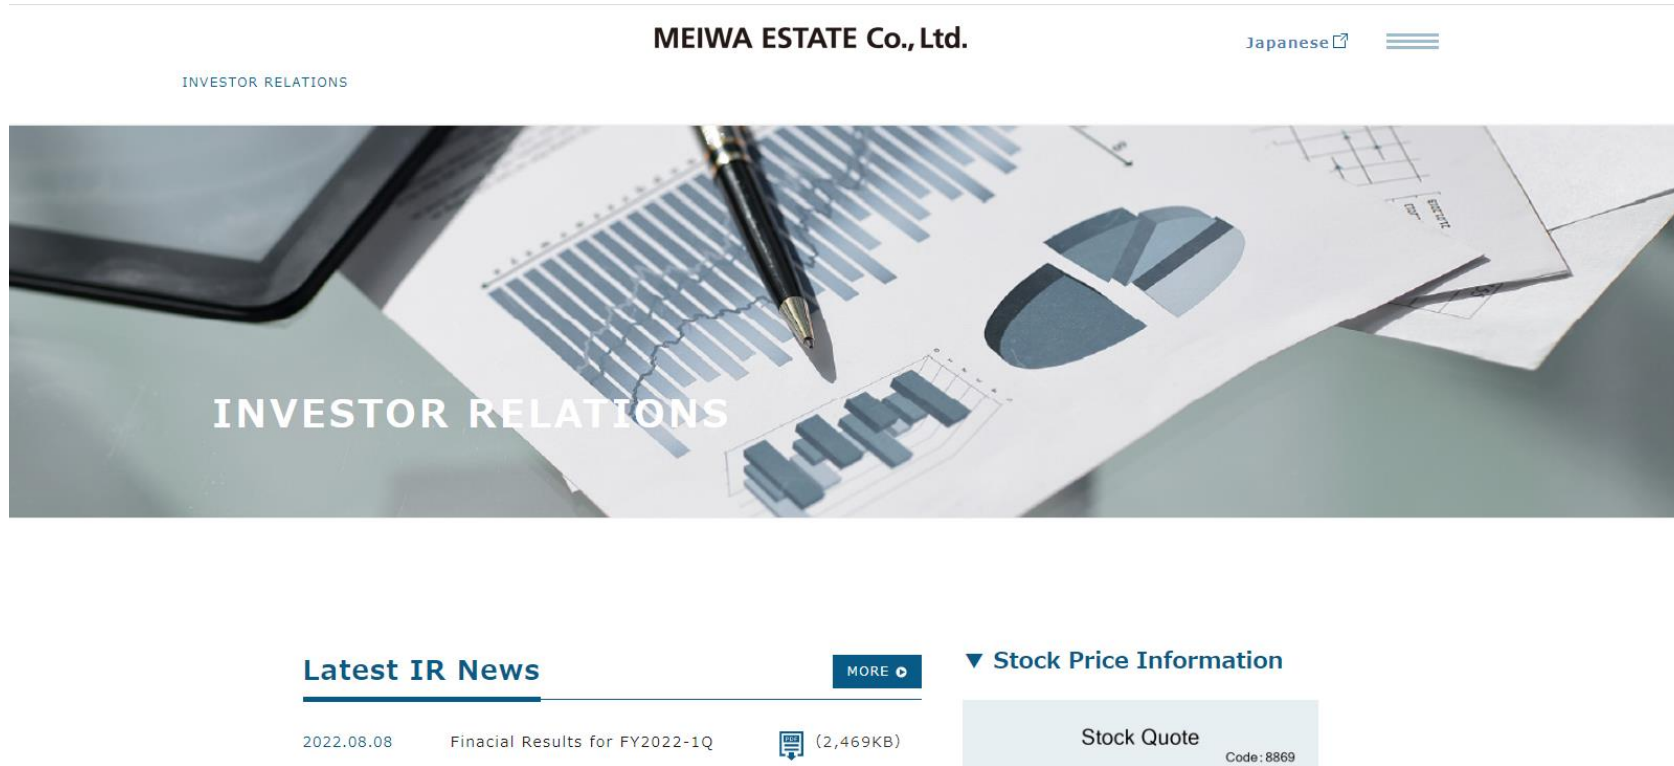 MEIWA ESTATE Co., Ltd.
Japanese
INVESTOR RELATIONS
INVESTOR RELATIONS
Latest IR News
MORE
2022.08.08 Finacial Results for FY2022-1Q PDF (2,469KB)
▼ Stock Price Information
Stock Quote
Code:8869